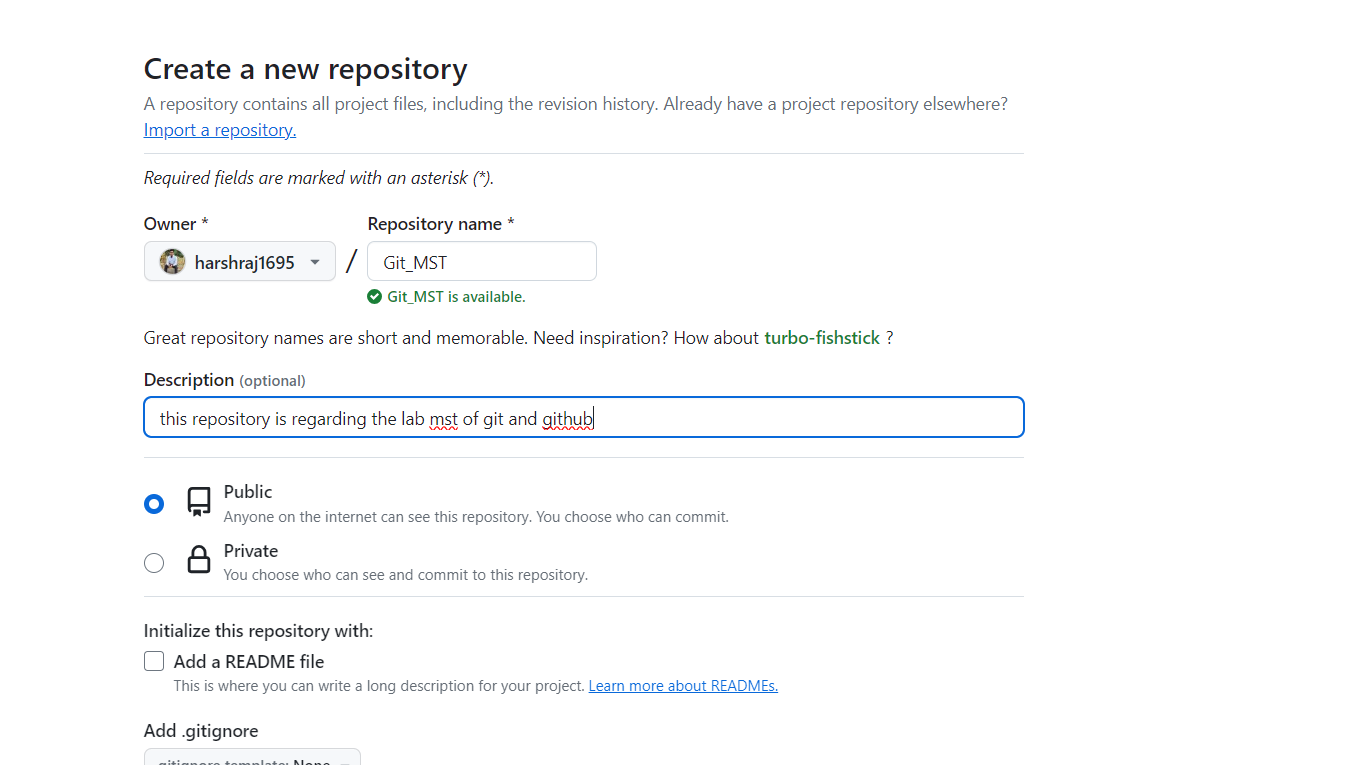 Create a new repository
A repository contains all project files, including the revision history. Already have a project repository elsewhere?
Import a repository.
Required fields are marked with an asterisk (*).
Owner * Repository name *
harshraj1695 / Git_MST
Git_MST is available.
Great repository names are short and memorable. Need inspiration? How about turbo-fishstick ?
Description (optional)
this repository is regarding the lab mst of git and github
Public
Anyone on the internet can see this repository. You choose who can commit.
Private
You choose who can see and commit to this repository.
Initialize this repository with:
Add a README file
This is where you can write a long description for your project. Learn more about READMEs.
Add .gitignore
.gitignore template: None